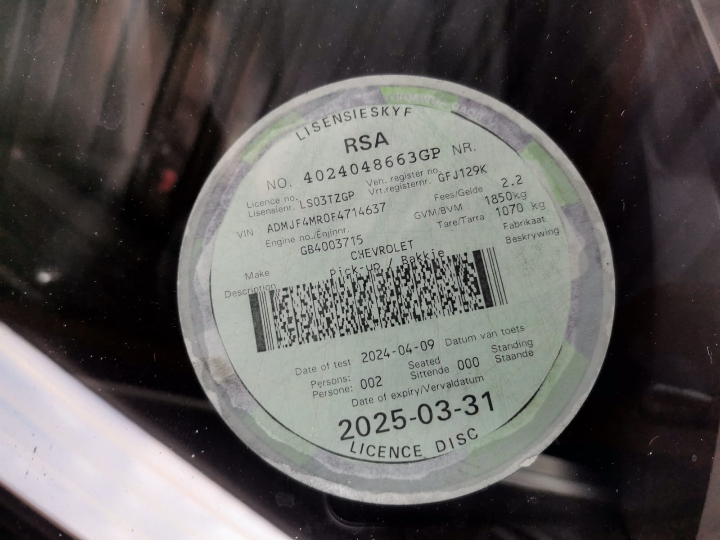 LISENSIESKYF
RSA
NO. 4024048663GP NR.
Licence no. Veh. register no.
Lisensienr. LS03TZGP Vrt.registernr. GFJ129K
VIN ADMJF4MR0F4714637 Fees/Gelde 2.2
Engine no./Enjinnr. GVM/BVM 1850kg
GB4003715 Tare/Tarra 1070 kg
Make CHEVROLET Fabrikaat
Description Pick-up / Bakkie Beskrywing
Date of test 2024-04-09 Datum van toets
Persons: 002 Seated 000 Standing
Persone: Sittende Staande
Date of expiry/Vervaldatum
2025-03-31
LICENCE DISC